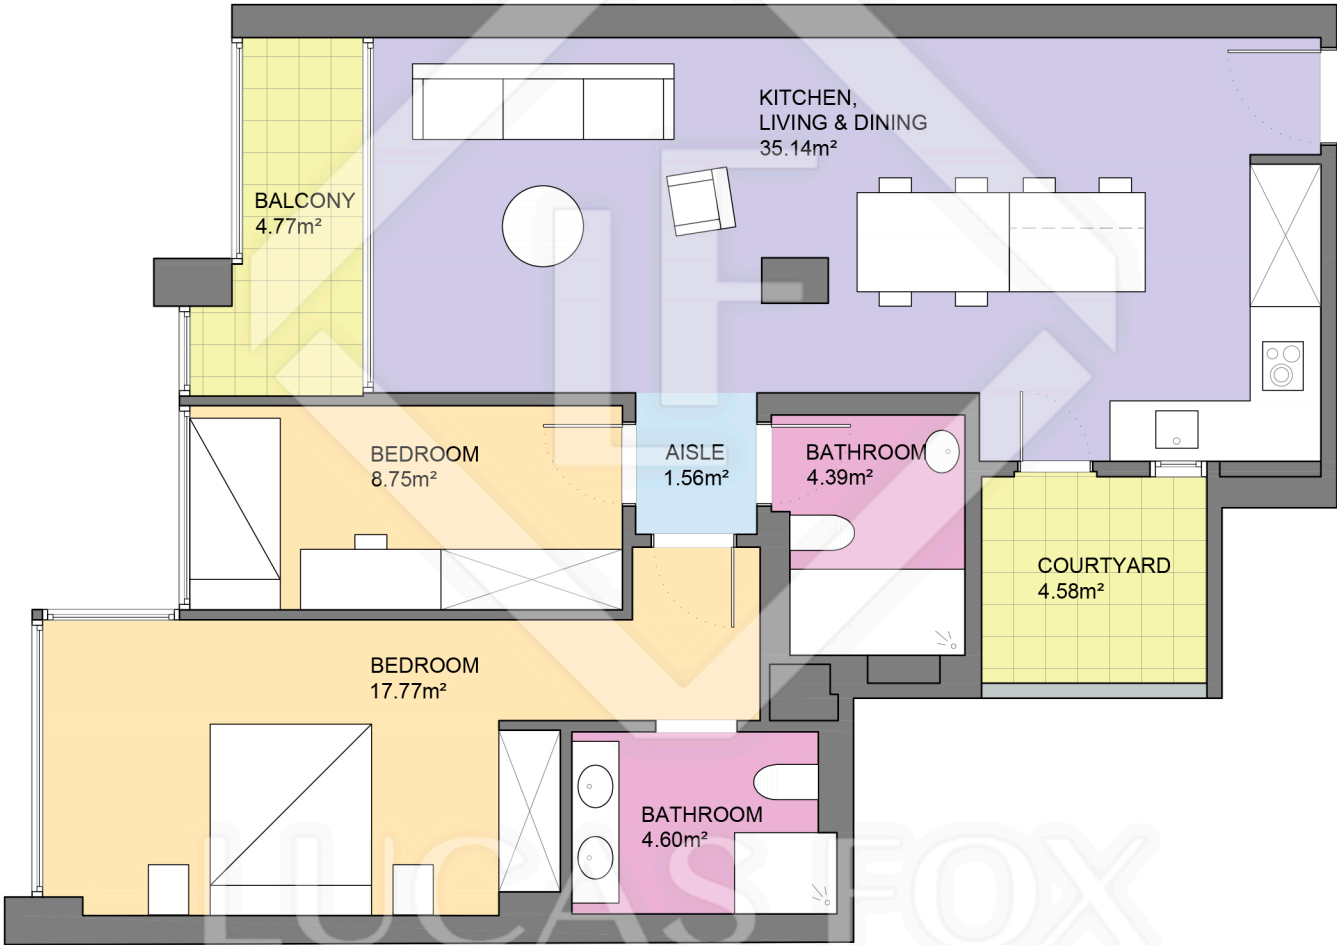 KITCHEN,
LIVING & DINING
35.14m²
BALCONY
4.77m²
BEDROOM
8.75m²
AISLE
1.56m²
BATHROOM
4.39m²
COURTYARD
4.58m²
BEDROOM
17.77m²
BATHROOM
4.60m²
LF
LUCAS FOX